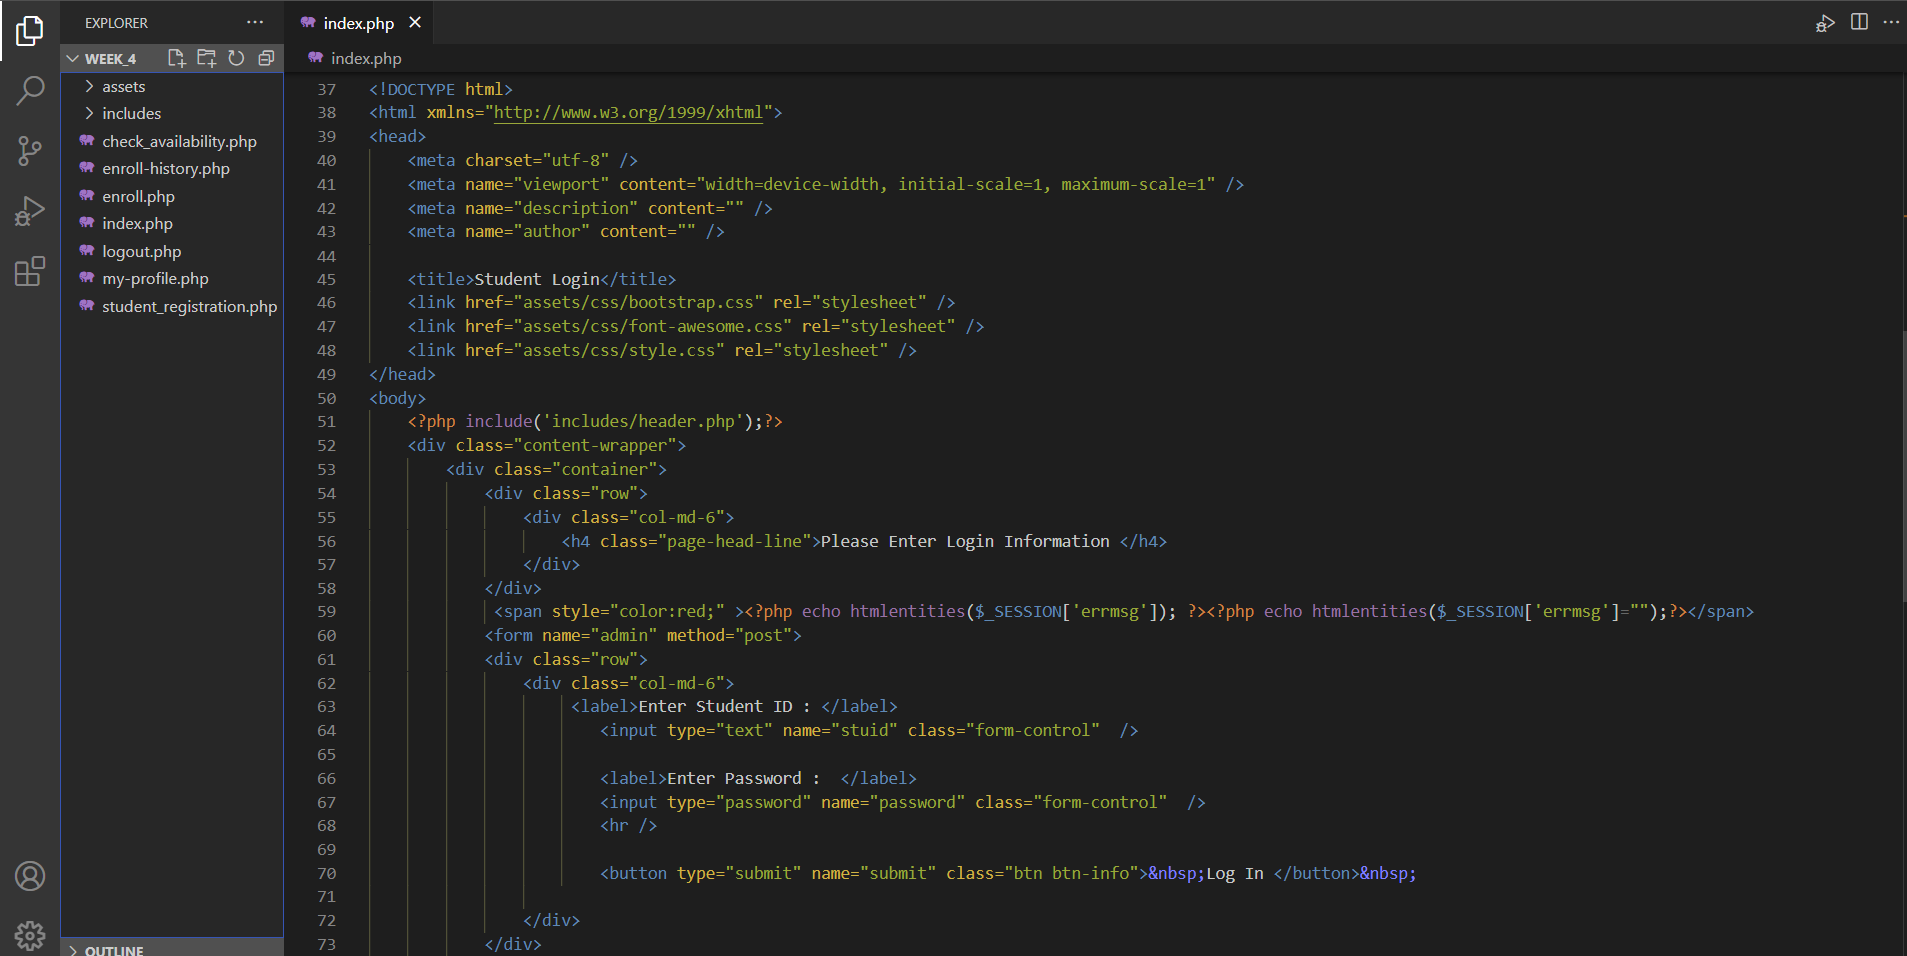 EXPLORER ···
WEEK_4
assets
includes
check_availability.php
enroll-history.php
enroll.php
index.php
logout.php
my-profile.php
student_registration.php
OUTLINE
index.php
index.php
37 <!DOCTYPE html>
38 <html xmlns="http://www.w3.org/1999/xhtml">
39 <head>
40     <meta charset="utf-8" />
41     <meta name="viewport" content="width=device-width, initial-scale=1, maximum-scale=1" />
42     <meta name="description" content="" />
43     <meta name="author" content="" />
44
45     <title>Student Login</title>
46     <link href="assets/css/bootstrap.css" rel="stylesheet" />
47     <link href="assets/css/font-awesome.css" rel="stylesheet" />
48     <link href="assets/css/style.css" rel="stylesheet" />
49 </head>
50 <body>
51     <?php include('includes/header.php');?>
52     <div class="content-wrapper">
53         <div class="container">
54             <div class="row">
55                 <div class="col-md-6">
56                     <h4 class="page-head-line">Please Enter Login Information </h4>
57                 </div>
58             </div>
59              <span style="color:red;" ><?php echo htmlentities($_SESSION['errmsg']); ?><?php echo htmlentities($_SESSION['errmsg']="");?></span>
60             <form name="admin" method="post">
61             <div class="row">
62                 <div class="col-md-6">
63                      <label>Enter Student ID : </label>
64                         <input type="text" name="stuid" class="form-control"  />
65
66                         <label>Enter Password :  </label>
67                         <input type="password" name="password" class="form-control"  />
68                         <hr />
69
70                         <button type="submit" name="submit" class="btn btn-info">&nbsp;Log In </button>&nbsp;
71
72                 </div>
73             </div>